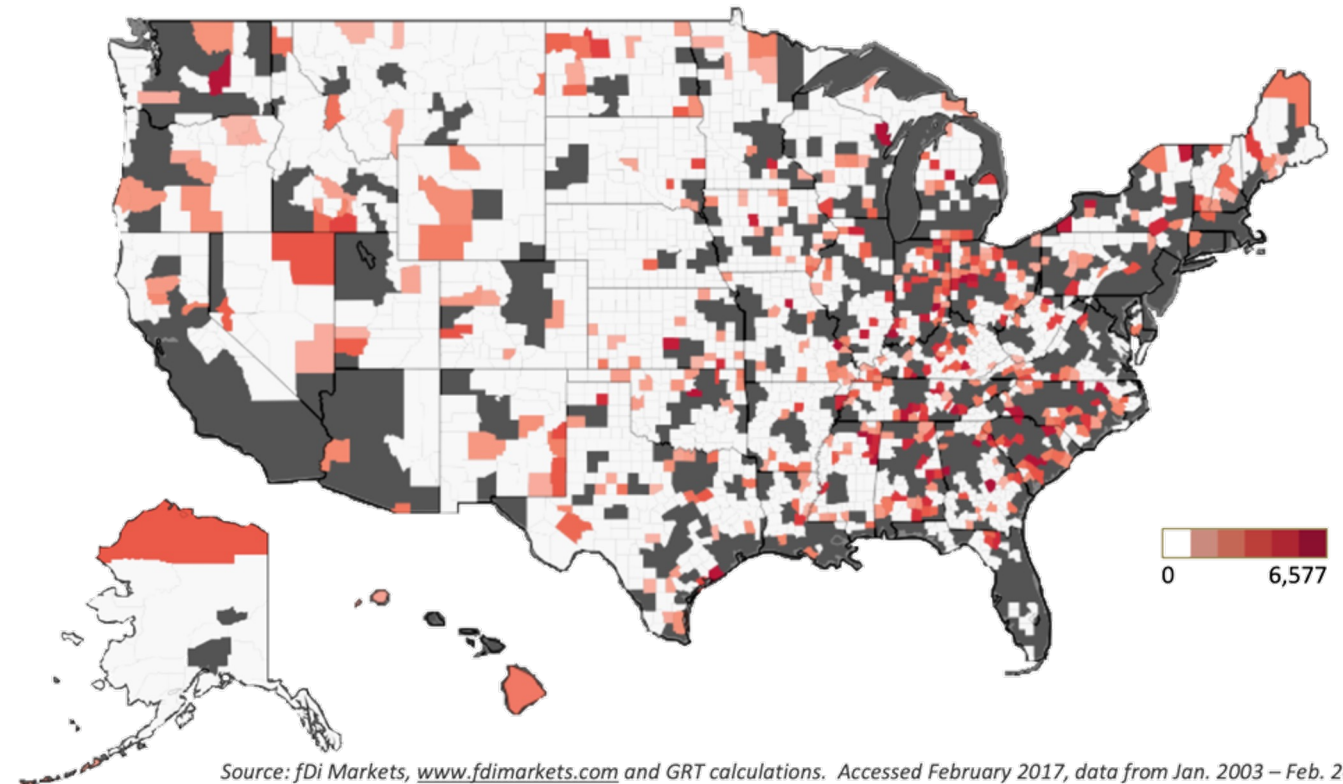 0 6,577
Source: fDi Markets, www.fdimarkets.com and GRT calculations. Accessed February 2017, data from Jan. 2003 – Feb. 2